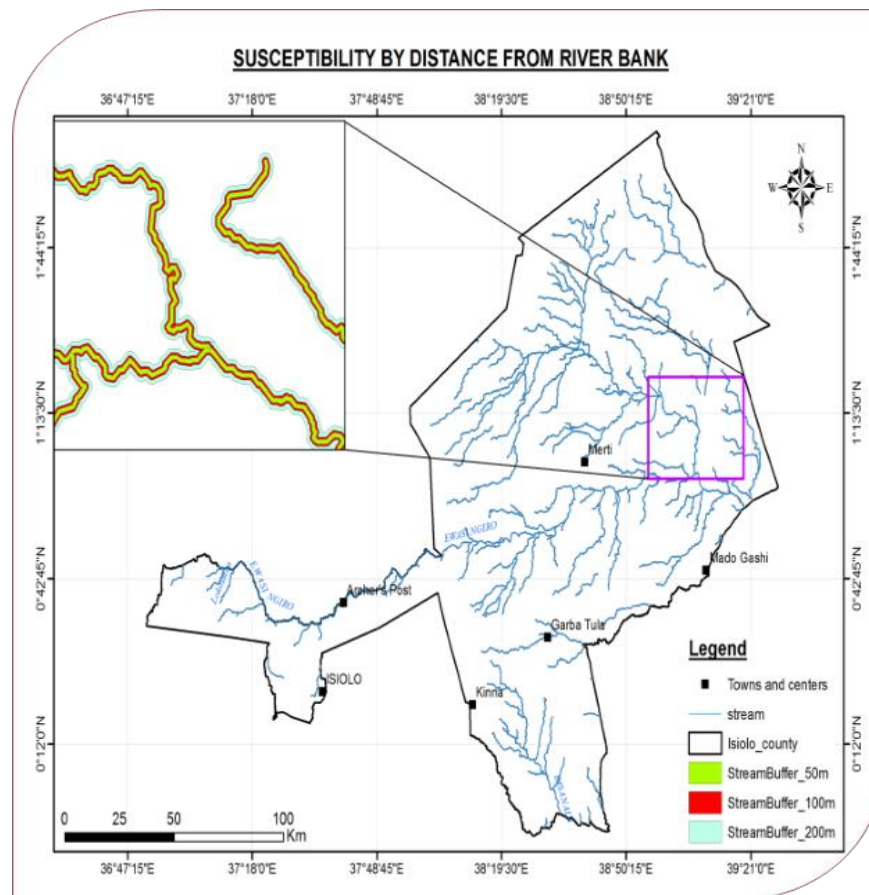 SUSCEPTIBILITY BY DISTANCE FROM RIVER BANK
36°47'15"E 37°18'0"E 37°48'45"E 38°19'30"E 38°50'15"E 39°21'0"E
N
W E
S
1°44'15"N 1°44'15"N
1°13'30"N 1°13'30"N
Merti
EWASI NGIRO
Mado Gashi
0°42'45"N 0°42'45"N
EWASI NGIRO
Archer's Post
Garba Tula
ISIOLO
Kinna
0°12'0"N 0°12'0"N
Legend
Towns and centers
stream
Isiolo_county
StreamBuffer_50m
StreamBuffer_100m
StreamBuffer_200m
0 25 50 100
Km
36°47'15"E 37°18'0"E 37°48'45"E 38°19'30"E 38°50'15"E 39°21'0"E